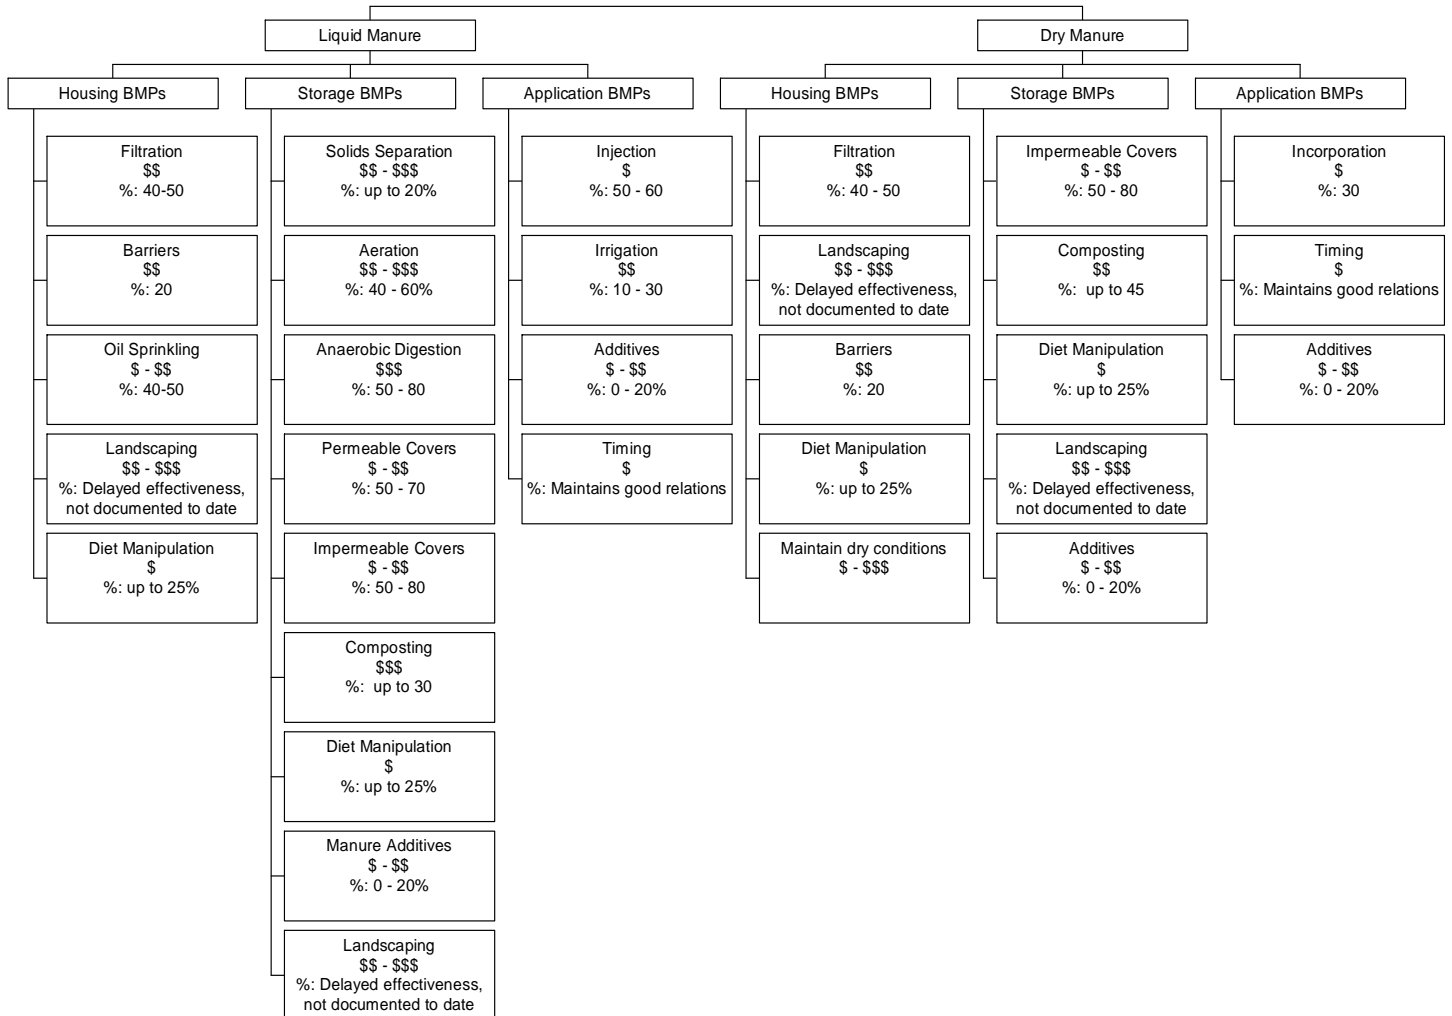 Liquid Manure
Dry Manure
Housing BMPs
Storage BMPs
Application BMPs
Housing BMPs
Storage BMPs
Application BMPs
Filtration
$$
%: 40-50
Barriers
$$
%: 20
Oil Sprinkling
$ - $$
%: 40-50
Landscaping
$$ - $$$
%: Delayed effectiveness,
not documented to date
Diet Manipulation
$
%: up to 25%
Solids Separation
$$ - $$$
%: up to 20%
Aeration
$$ - $$$
%: 40 - 60%
Anaerobic Digestion
$$$
%: 50 - 80
Permeable Covers
$ - $$
%: 50 - 70
Impermeable Covers
$ - $$
%: 50 - 80
Composting
$$$
%:  up to 30
Diet Manipulation
$
%: up to 25%
Manure Additives
$ - $$
%: 0 - 20%
Landscaping
$$ - $$$
%: Delayed effectiveness,
not documented to date
Injection
$
%: 50 - 60
Irrigation
$$
%: 10 - 30
Additives
$ - $$
%: 0 - 20%
Timing
$
%: Maintains good relations
Filtration
$$
%: 40 - 50
Landscaping
$$ - $$$
%: Delayed effectiveness,
not documented to date
Barriers
$$
%: 20
Diet Manipulation
$
%: up to 25%
Maintain dry conditions
$ - $$$
Impermeable Covers
$ - $$
%: 50 - 80
Composting
$$
%:  up to 45
Diet Manipulation
$
%: up to 25%
Landscaping
$$ - $$$
%: Delayed effectiveness,
not documented to date
Additives
$ - $$
%: 0 - 20%
Incorporation
$
%: 30
Timing
$
%: Maintains good relations
Additives
$ - $$
%: 0 - 20%